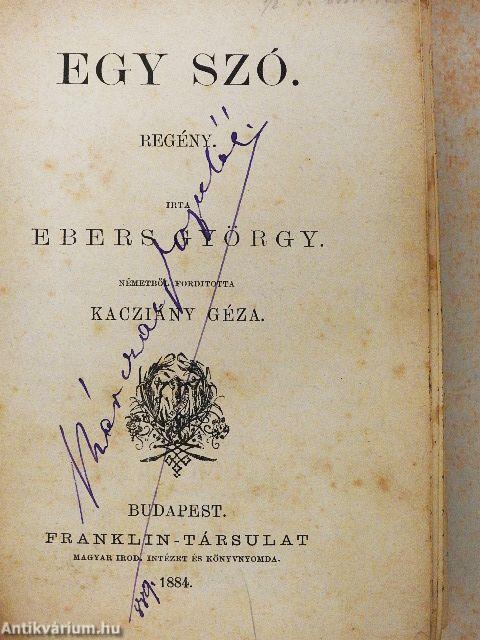 EGY SZÓ.
REGÉNY.
IRTA
EBERS GYÖRGY.
NÉMETBŐL FORDITOTTA
KACZIÁNY GÉZA.
BUDAPEST.
FRANKLIN-TÁRSULAT
MAGYAR IROD. INTÉZET ÉS KÖNYVNYOMDA.
1884.
Antikvárium.hu